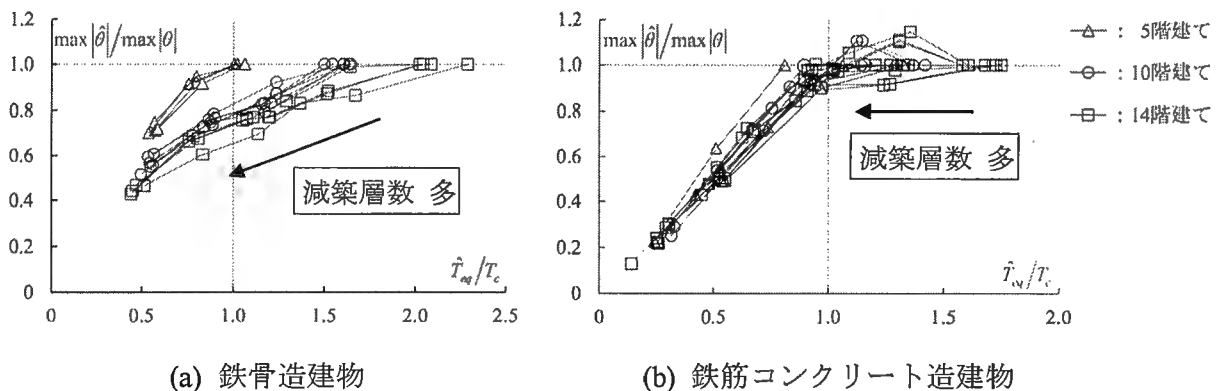 1.2
max|θ̂|/max|θ|
1.0
0.8
0.6
0.4
0.2
0
減築層数 多
T̂eq/Tc
0 0.5 1.0 1.5 2.0 2.5
(a) 鉄骨造建物
1.2
max|θ̂|/max|θ|
1.0
0.8
0.6
0.4
0.2
0
減築層数 多
T̂eq/Tc
0 0.5 1.0 1.5 2.0
(b) 鉄筋コンクリート造建物
: 5階建て
: 10階建て
: 14階建て